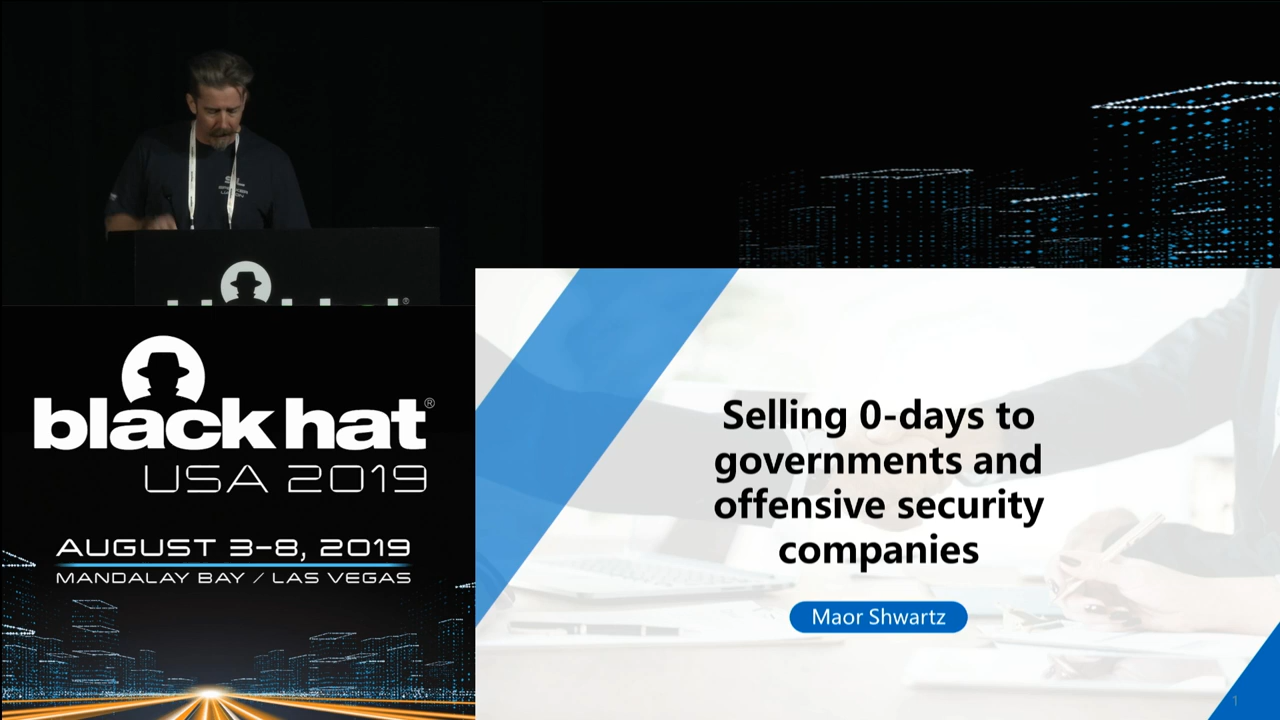 black hat®
USA 2019
AUGUST 3-8, 2019
MANDALAY BAY / LAS VEGAS
Selling 0-days to
governments and
offensive security
companies
Maor Shwartz
1